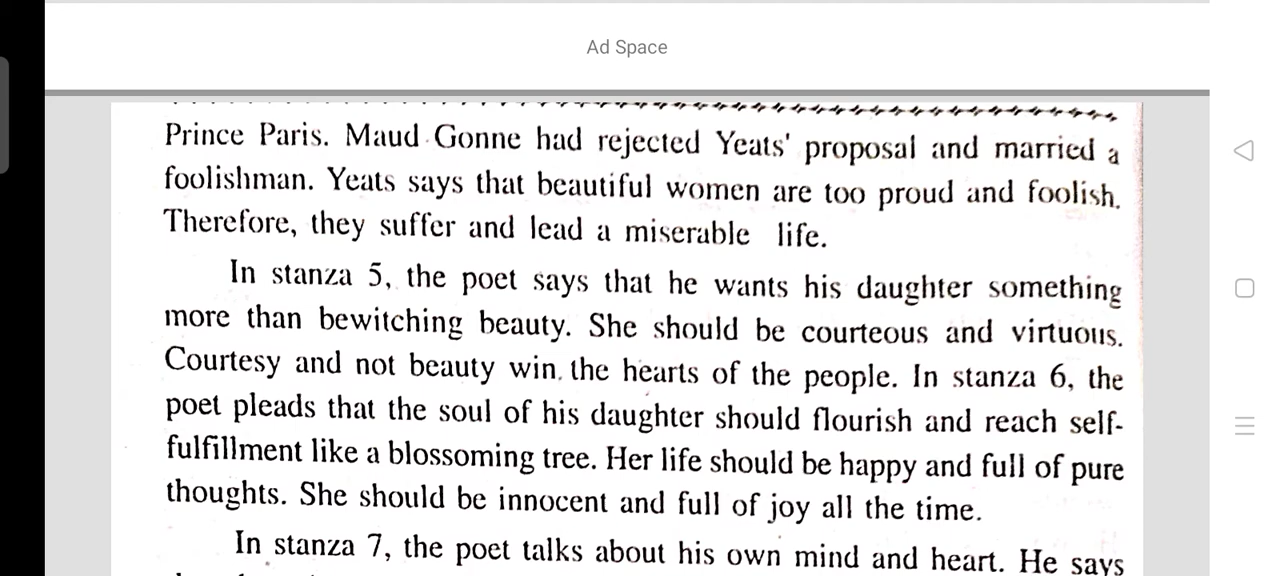 Ad Space
Prince Paris. Maud Gonne had rejected Yeats' proposal and married a
foolishman. Yeats says that beautiful women are too proud and foolish.
Therefore, they suffer and lead a miserable life.
In stanza 5, the poet says that he wants his daughter something
more than bewitching beauty. She should be courteous and virtuous.
Courtesy and not beauty win the hearts of the people. In stanza 6, the
poet pleads that the soul of his daughter should flourish and reach self-
fulfillment like a blossoming tree. Her life should be happy and full of pure
thoughts. She should be innocent and full of joy all the time.
In stanza 7, the poet talks about his own mind and heart. He says